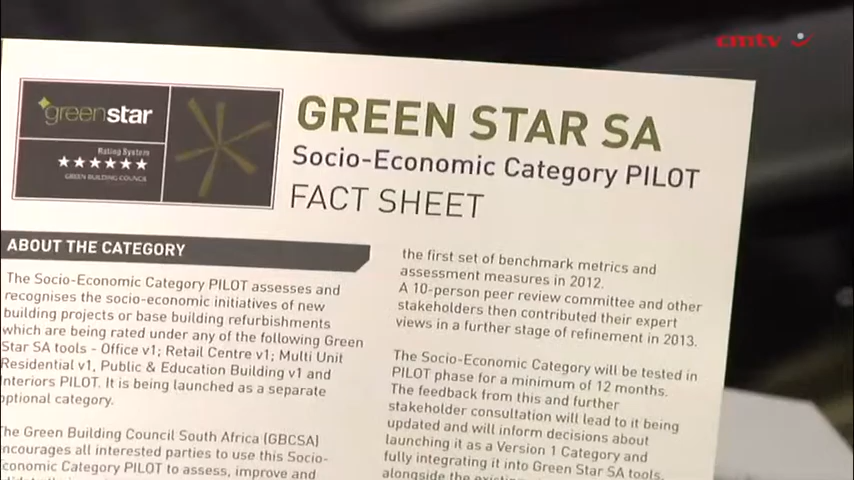 cmtv
greenstar
Rating System
GREEN BUILDING COUNCIL
GREEN STAR SA
Socio-Economic Category PILOT
FACT SHEET
ABOUT THE CATEGORY
The Socio-Economic Category PILOT assesses and
recognises the socio-economic initiatives of new
building projects or base building refurbishments
which are being rated under any of the following Green
Star SA tools - Office v1; Retail Centre v1; Multi Unit
Residential v1, Public & Education Building v1 and
Interiors PILOT. It is being launched as a separate
optional category.
The Green Building Council South Africa (GBCSA)
encourages all interested parties to use this Socio-
Economic Category PILOT to assess, improve and
the first set of benchmark metrics and
assessment measures in 2012.
A 10-person peer review committee and other
stakeholders then contributed their expert
views in a further stage of refinement in 2013.
The Socio-Economic Category will be tested in
PILOT phase for a minimum of 12 months.
The feedback from this and further
stakeholder consultation will lead to it being
updated and will inform decisions about
launching it as a Version 1 Category and
fully integrating it into Green Star SA tools,
alongside the